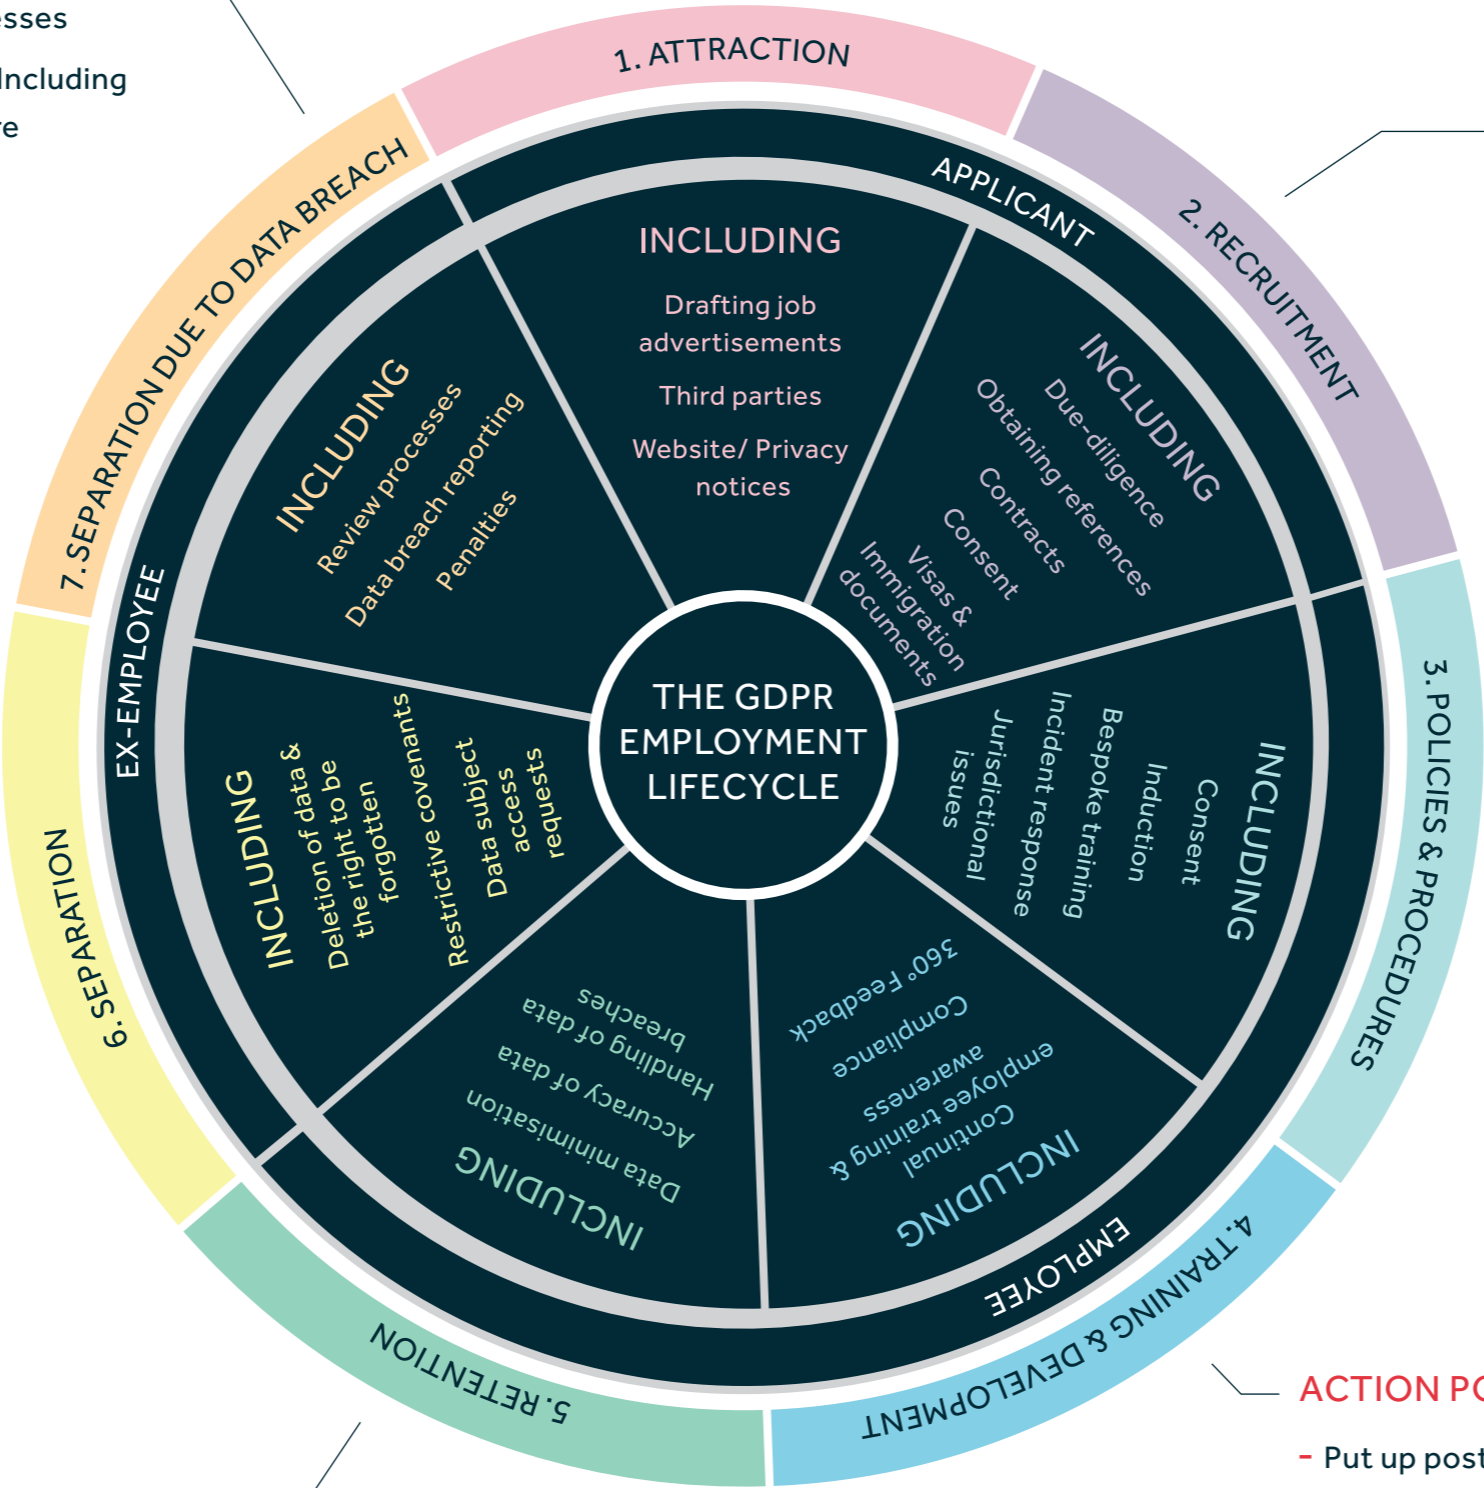 esses
Including
re
1. ATTRACTION
2. RECRUITMENT
3. POLICIES & PROCEDURES
4. TRAINING & DEVELOPMENT
5. RETENTION
6. SEPARATION
7. SEPARATION DUE TO DATA BREACH
APPLICANT
EMPLOYEE
EX-EMPLOYEE
THE GDPR
EMPLOYMENT
LIFECYCLE
INCLUDING
Drafting job
advertisements
Third parties
Website/ Privacy
notices
INCLUDING
Due-diligence
Obtaining references
Contracts
Consent
Visas &
Immigration
documents
INCLUDING
Consent
Induction
Bespoke training
Incident response
Jurisdictional
issues
INCLUDING
Continual
employee training &
awareness
Compliance
360° Feedback
INCLUDING
Data minimisation
Accuracy of data
Handling of data
breaches
INCLUDING
Deletion of data &
the right to be
forgotten
Restrictive covenants
Data subject
access
requests
INCLUDING
Review processes
Data breach reporting
Penalties
ACTION PO
- Put up post